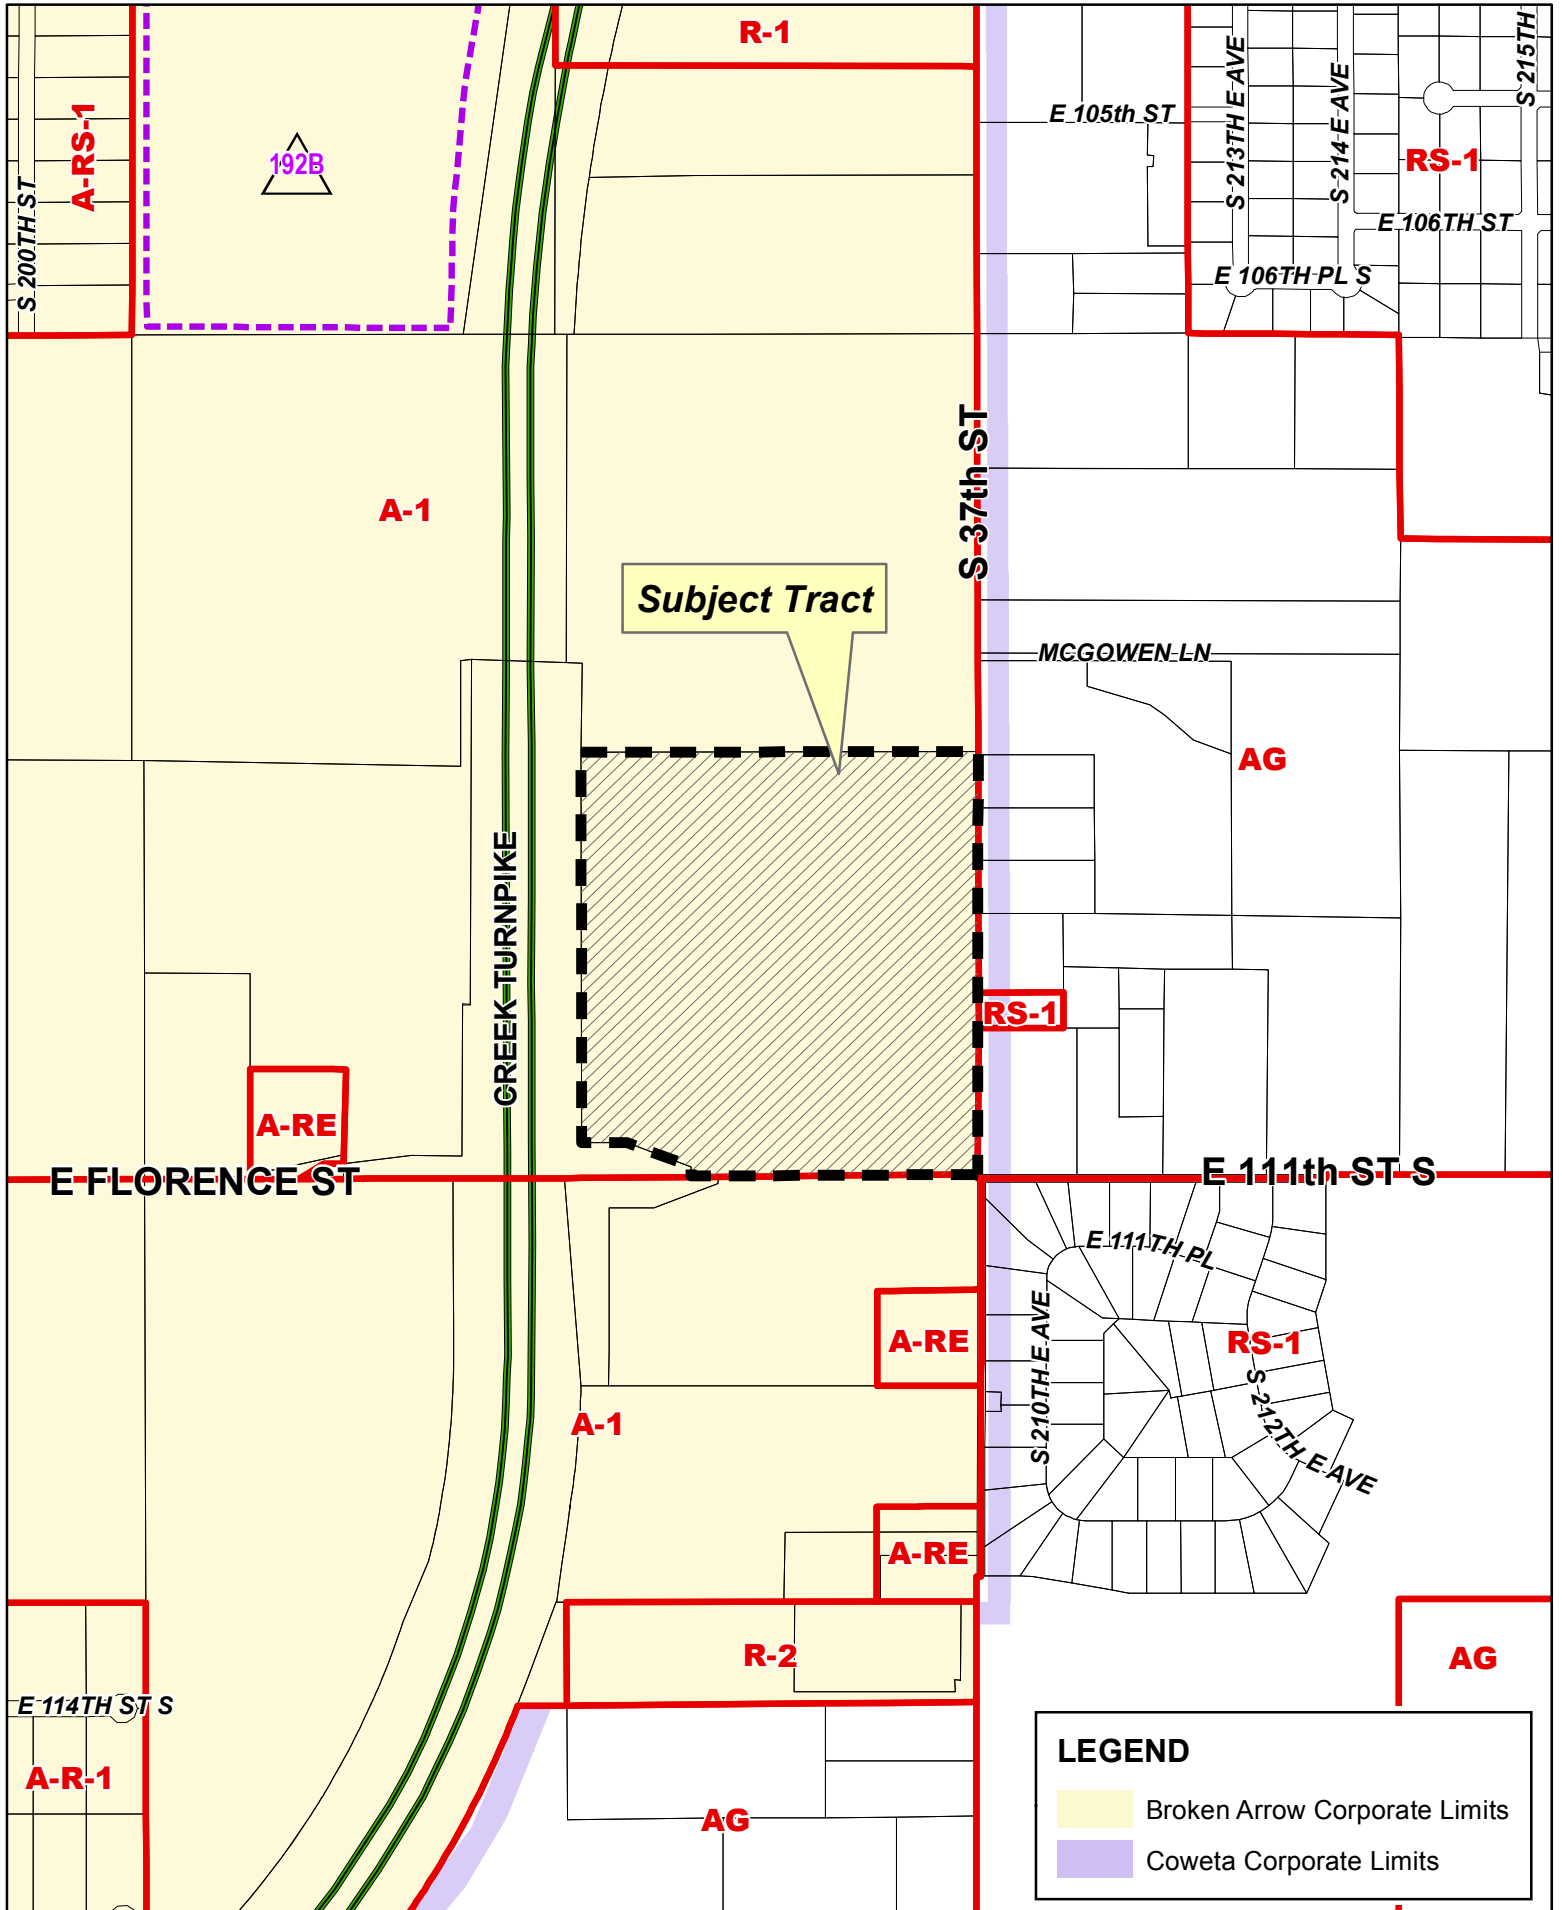 R-1
A-RS-1
S 200TH ST
192B
E 105th ST
S 213TH E AVE
S 214 E AVE
S 215TH
RS-1
E 106TH ST
E 106TH PL S
A-1
S 37th ST
Subject Tract
MCGOWEN LN
AG
CREEK TURNPIKE
RS-1
A-RE
E FLORENCE ST
E 111th ST S
E 111TH PL
S 210TH E AVE
A-RE
RS-1
S 212TH E AVE
A-1
A-RE
R-2
AG
E 114TH ST S
A-R-1
AG
LEGEND
Broken Arrow Corporate Limits
Coweta Corporate Limits